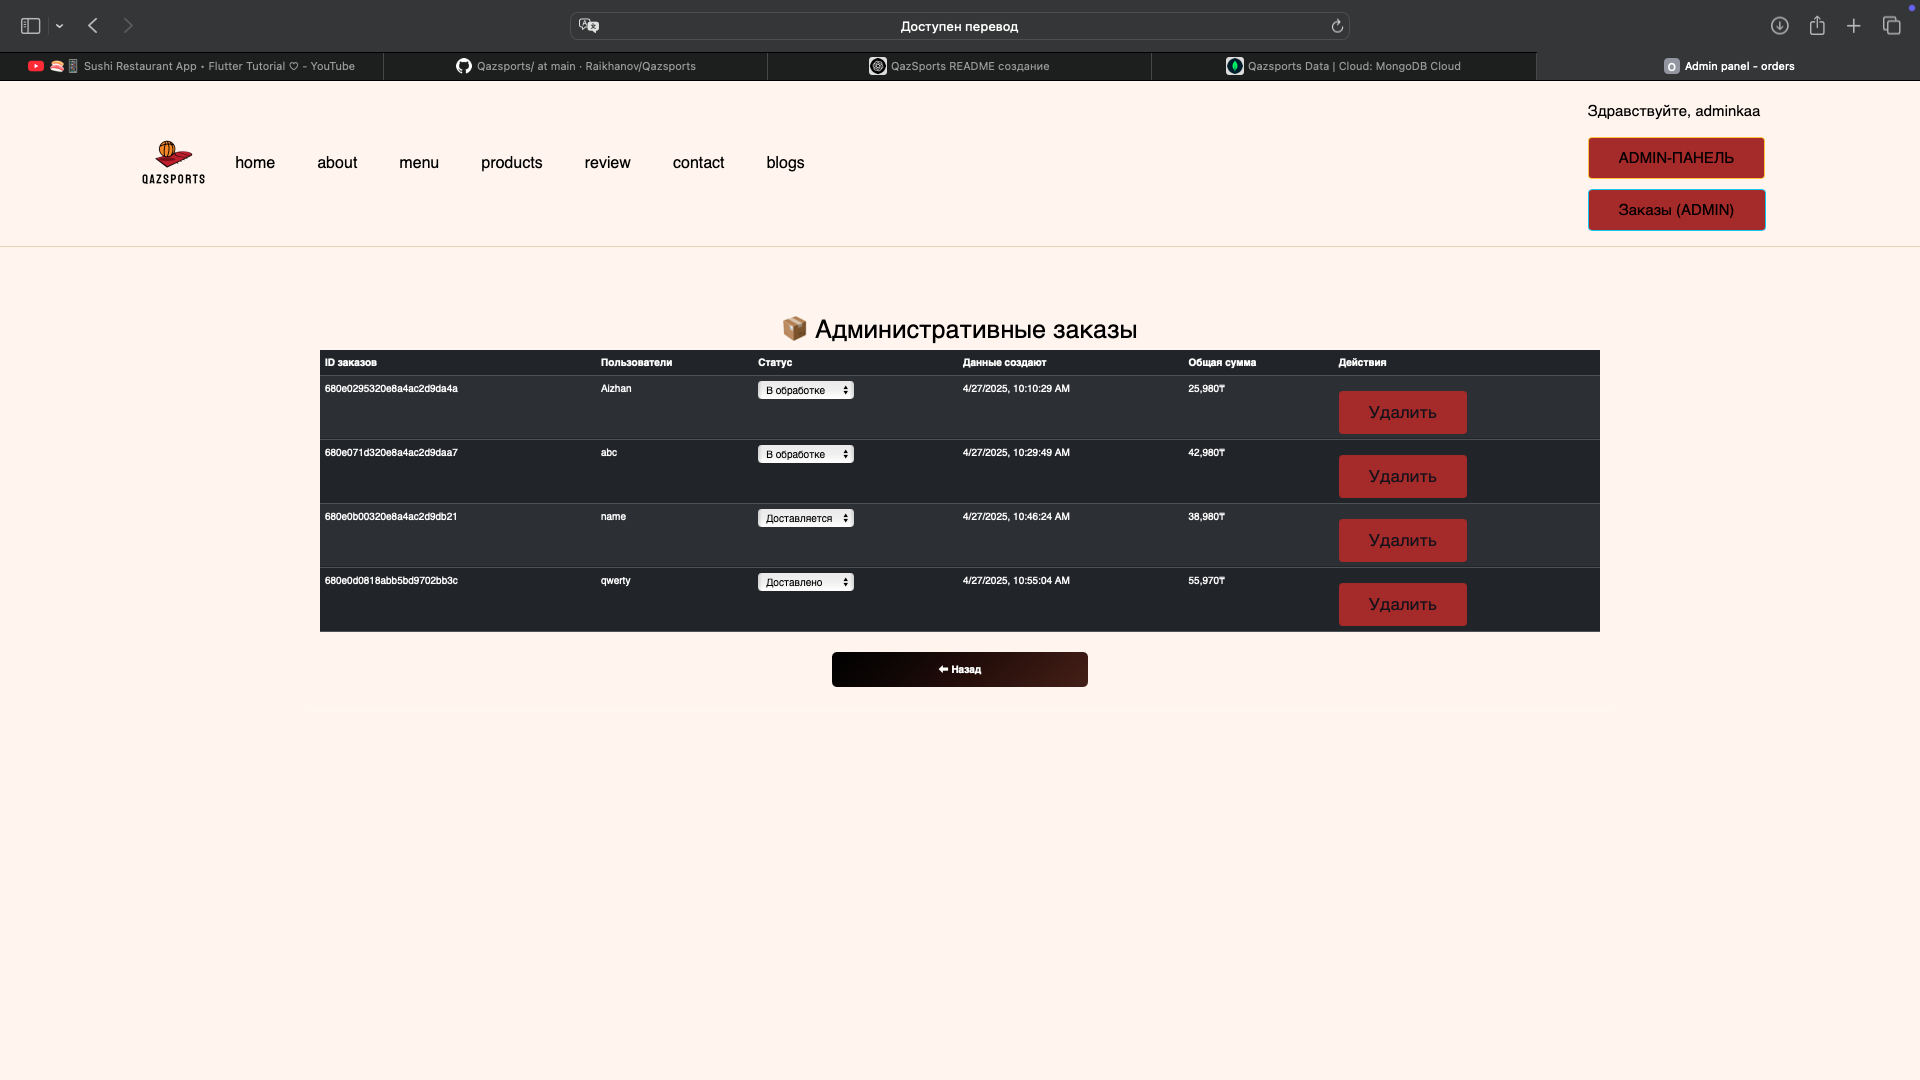 Доступен перевод
Sushi Restaurant App • Flutter Tutorial ♡ - YouTube
Qazsports/ at main · Raikhanov/Qazsports
QazSports README создание
Qazsports Data | Cloud: MongoDB Cloud
O Admin panel - orders
Здравствуйте, adminkaa
QAZSPORTS
home about menu products review contact blogs
ADMIN-ПАНЕЛЬ
Заказы (ADMIN)
📦 Административные заказы
ID заказов Пользователи Статус Данные создают Общая сумма Действия
680e0295320e8a4ac2d9da4a Aizhan В обработке 4/27/2025, 10:10:29 AM 25,980₸ Удалить
680e071d320e8a4ac2d9daa7 abc В обработке 4/27/2025, 10:29:49 AM 42,980₸ Удалить
680e0b00320e8a4ac2d9db21 name Доставляется 4/27/2025, 10:46:24 AM 38,980₸ Удалить
680e0d0818abb5bd9702bb3c qwerty Доставлено 4/27/2025, 10:55:04 AM 55,970₸ Удалить
⬅ Назад